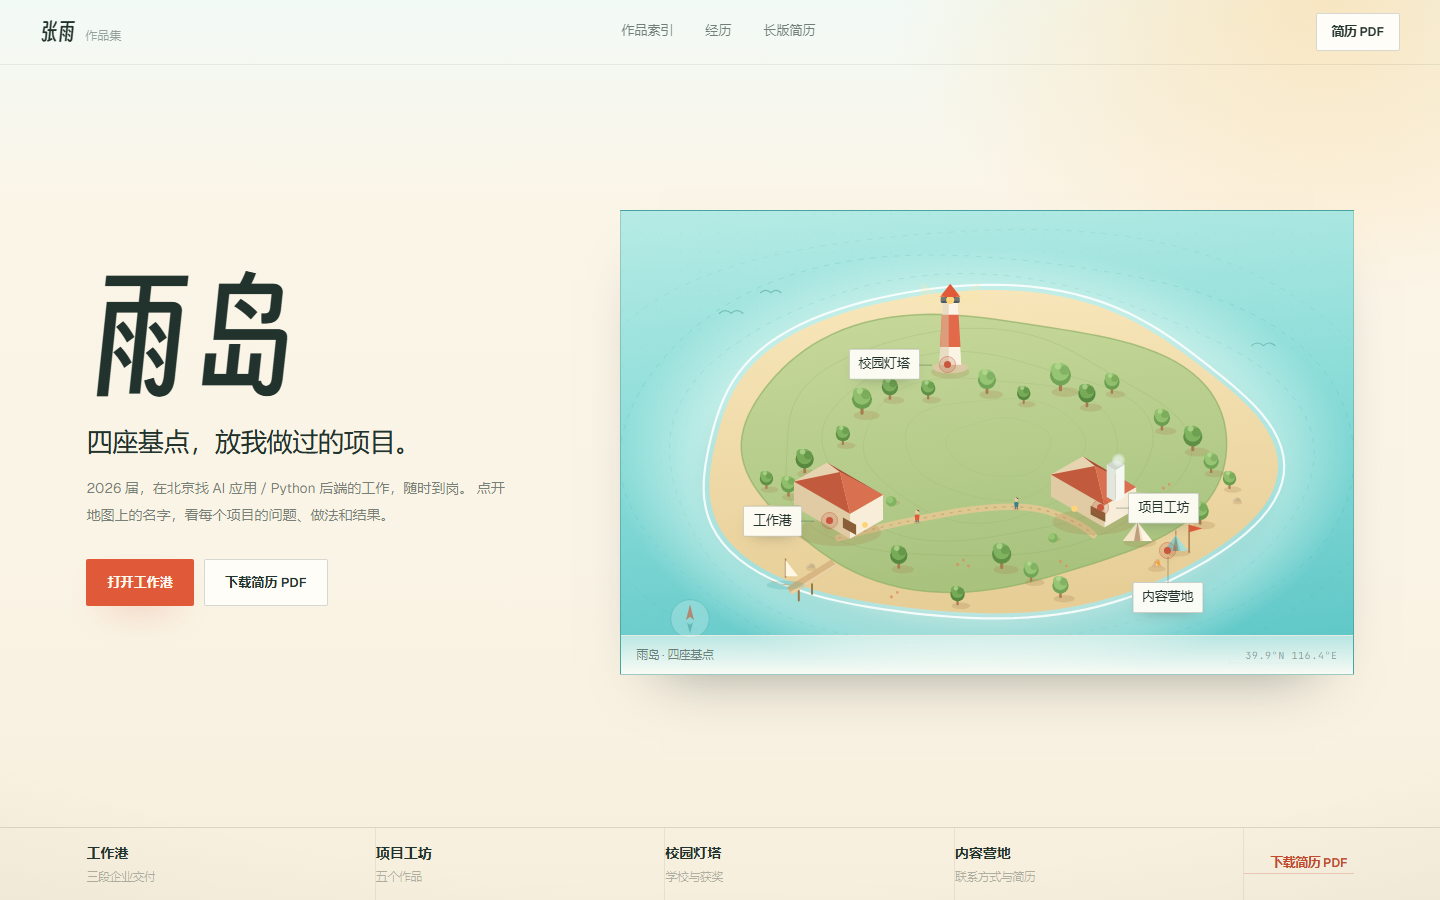 张雨 作品集
作品索引 经历 长版简历
简历 PDF
雨岛
四座基点，放我做过的项目。
2026 届，在北京找 AI 应用 / Python 后端的工作，随时到岗。 点开
地图上的名字，看每个项目的问题、做法和结果。
打开工作港 下载简历 PDF
校园灯塔
工作港
项目工坊
内容营地
雨岛 · 四座基点
39.9°N 116.4°E
工作港
三段企业交付
项目工坊
五个作品
校园灯塔
学校与获奖
内容营地
联系方式与简历
下载简历 PDF